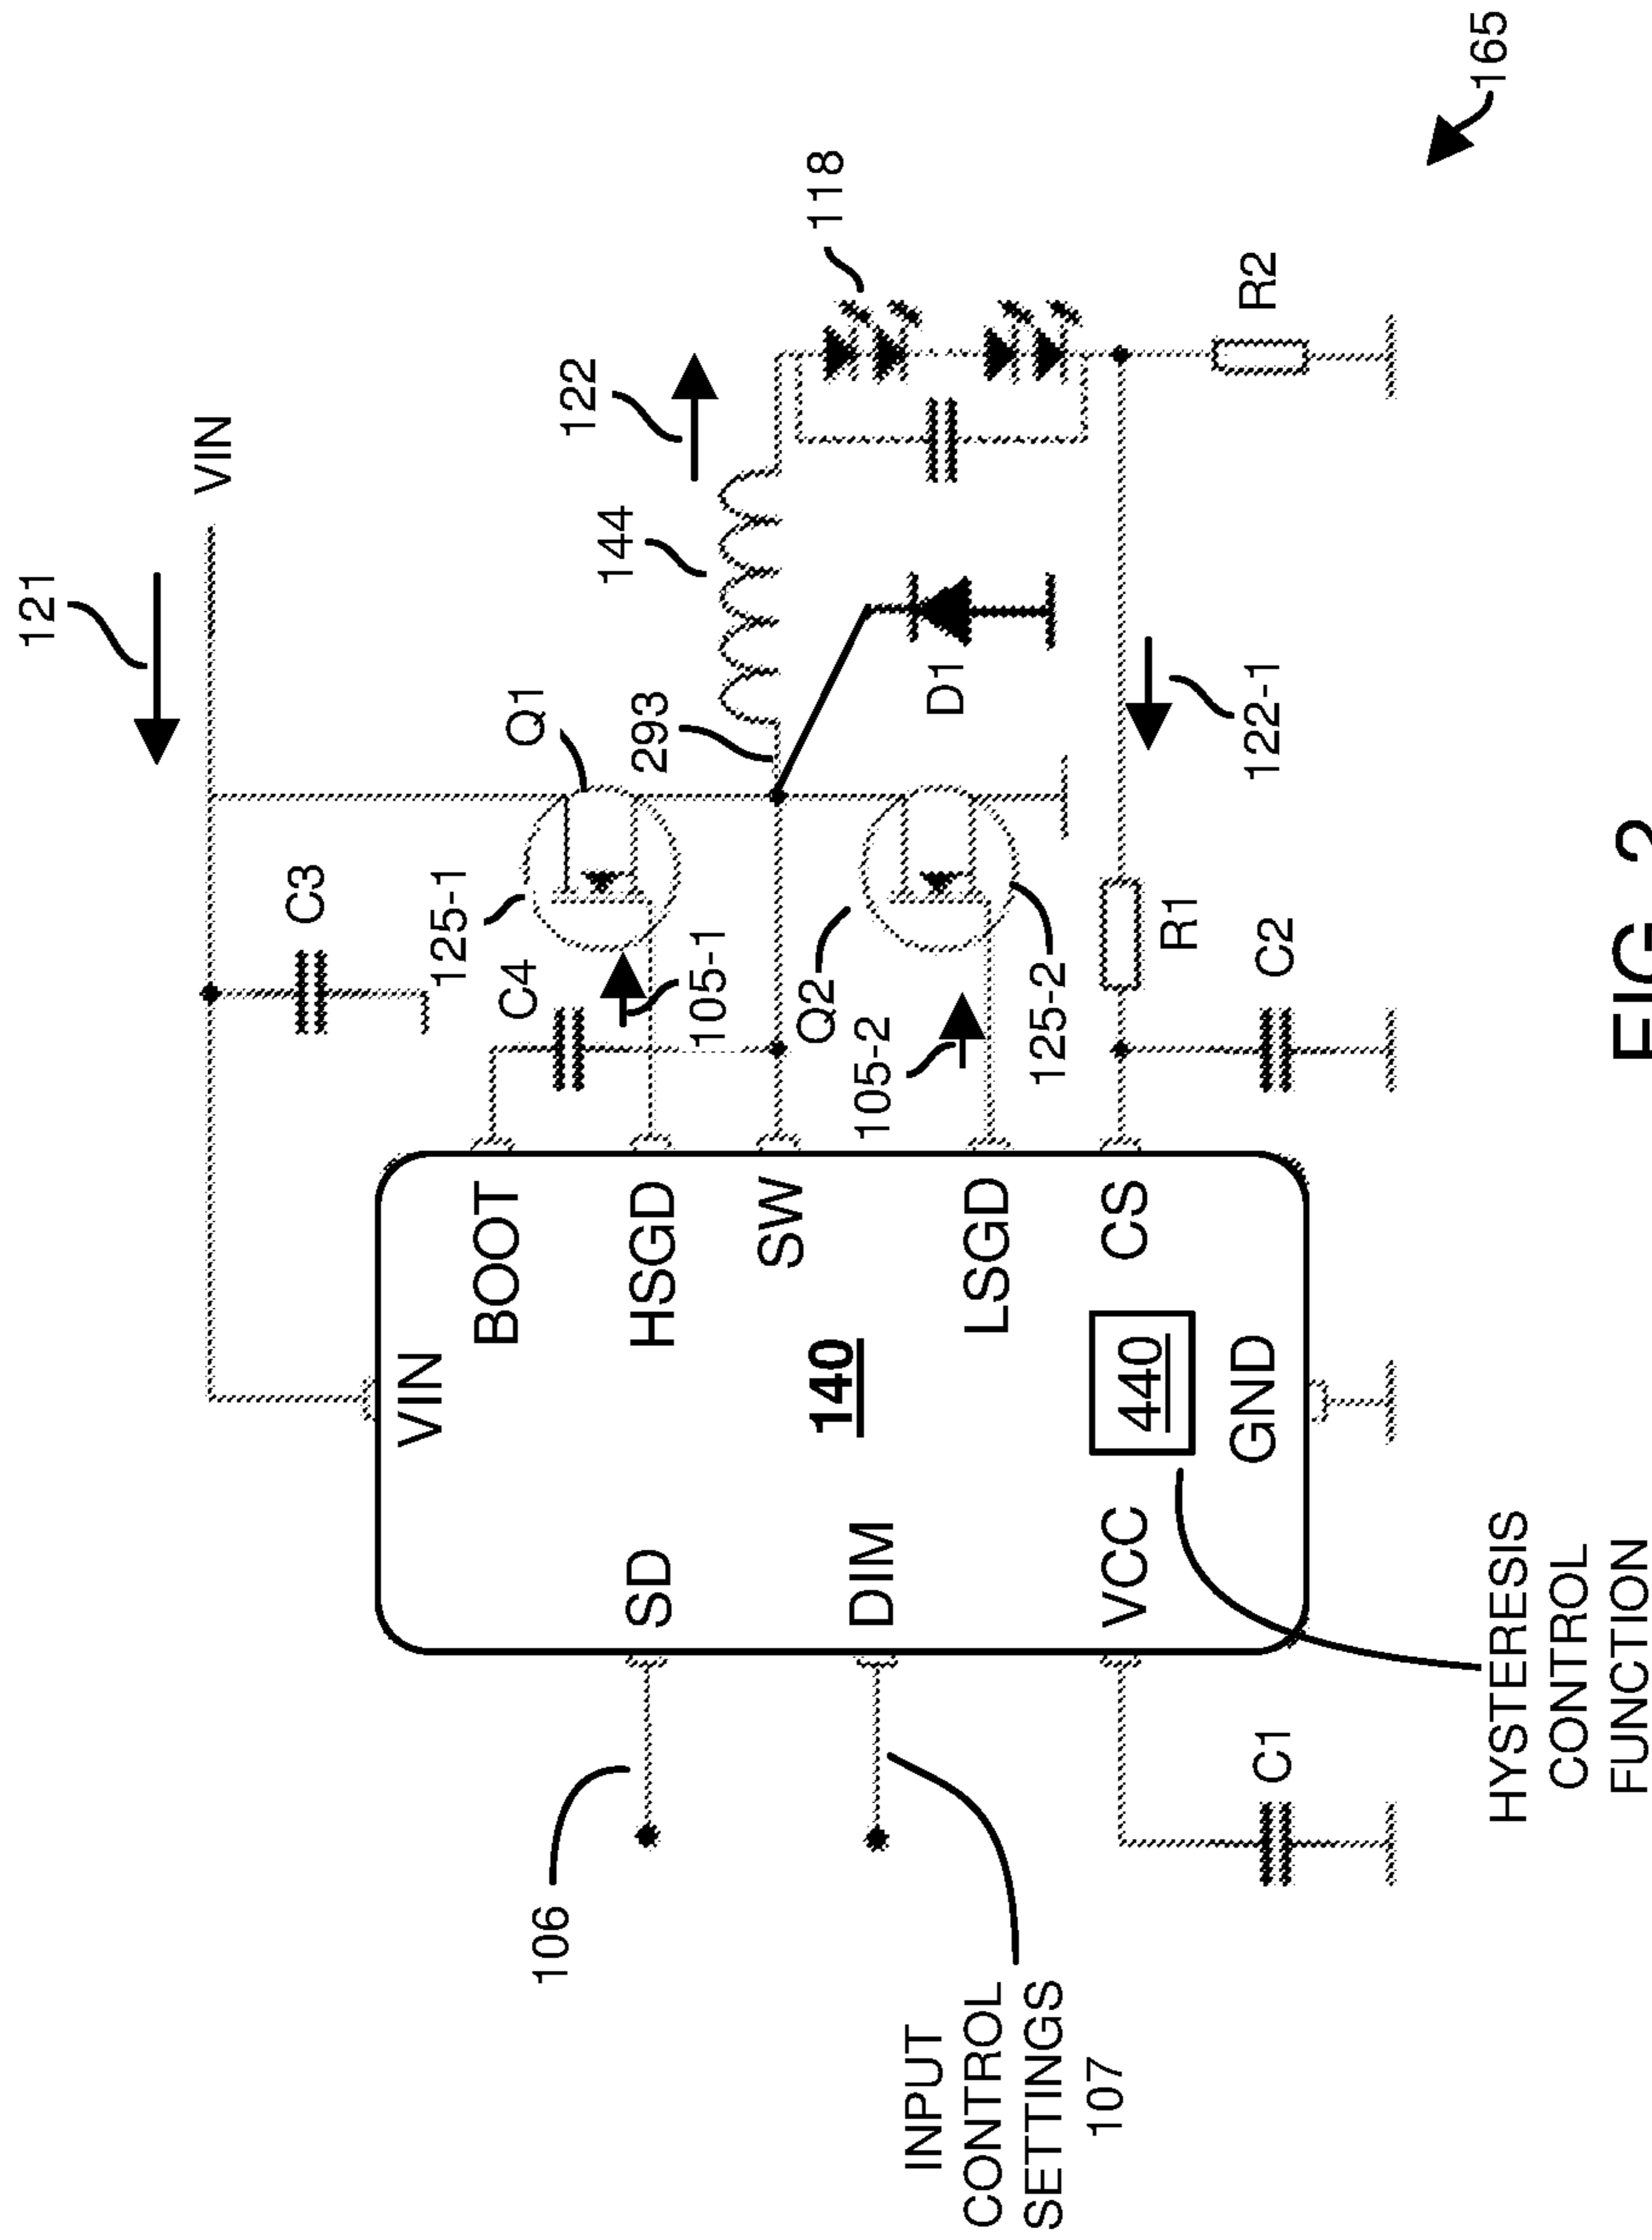 121
VIN
C3
Q1
125-1
C4
105-1
293
144
122
118
Q2
105-2
125-2
D1
122-1
R1
C2
R2
165
VIN
BOOT
HSGD
SW
LSGD
CS
SD
DIM
VCC
GND
140
440
106
INPUT
CONTROL
SETTINGS
107
C1
HYSTERESIS
CONTROL
FUNCTION
FIG. 2